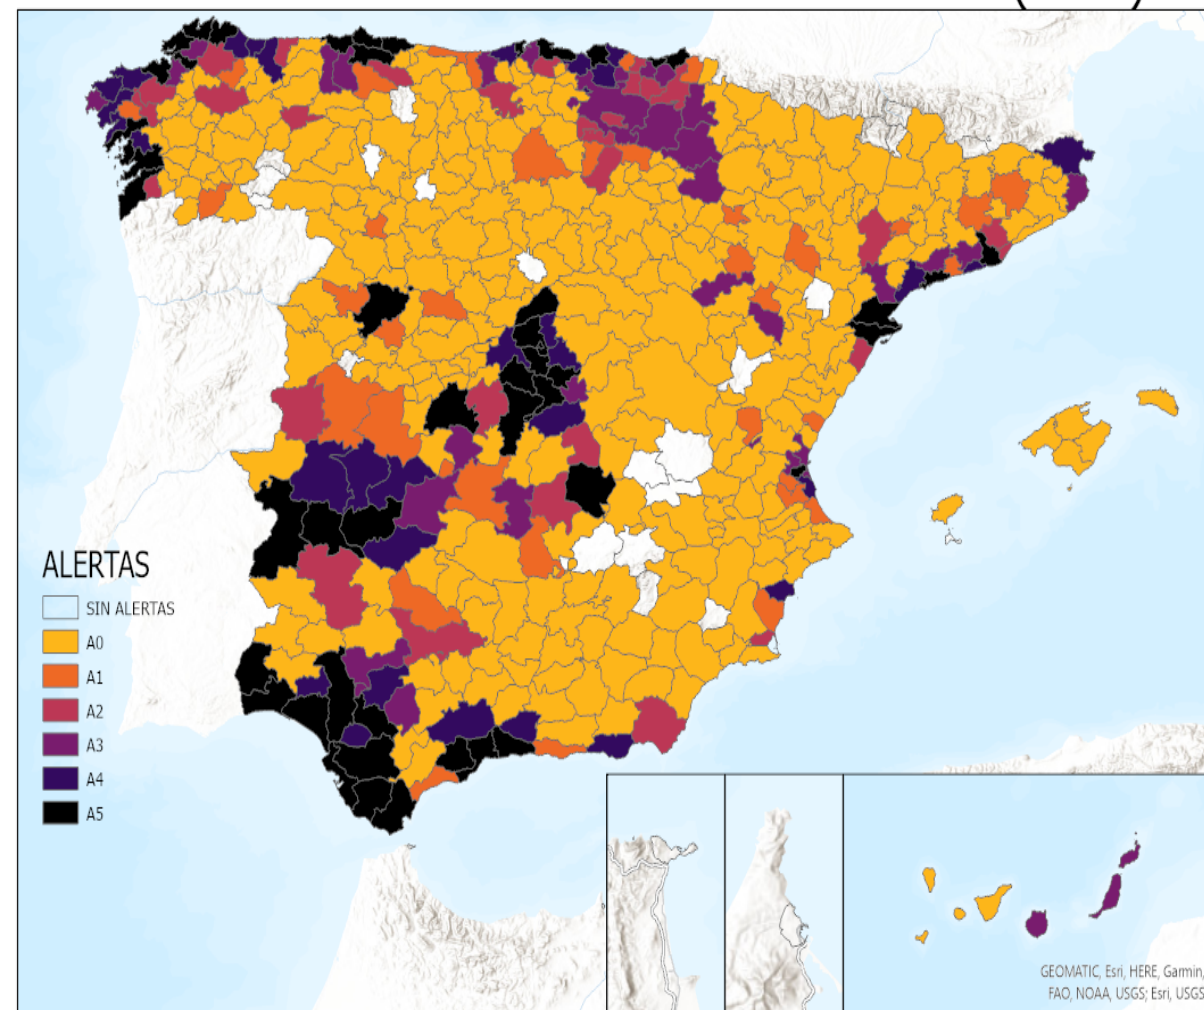 ALERTAS
SIN ALERTAS
A0
A1
A2
A3
A4
A5
GEOMATIC, Esri, HERE, Garmin,
FAO, NOAA, USGS; Esri, USGS